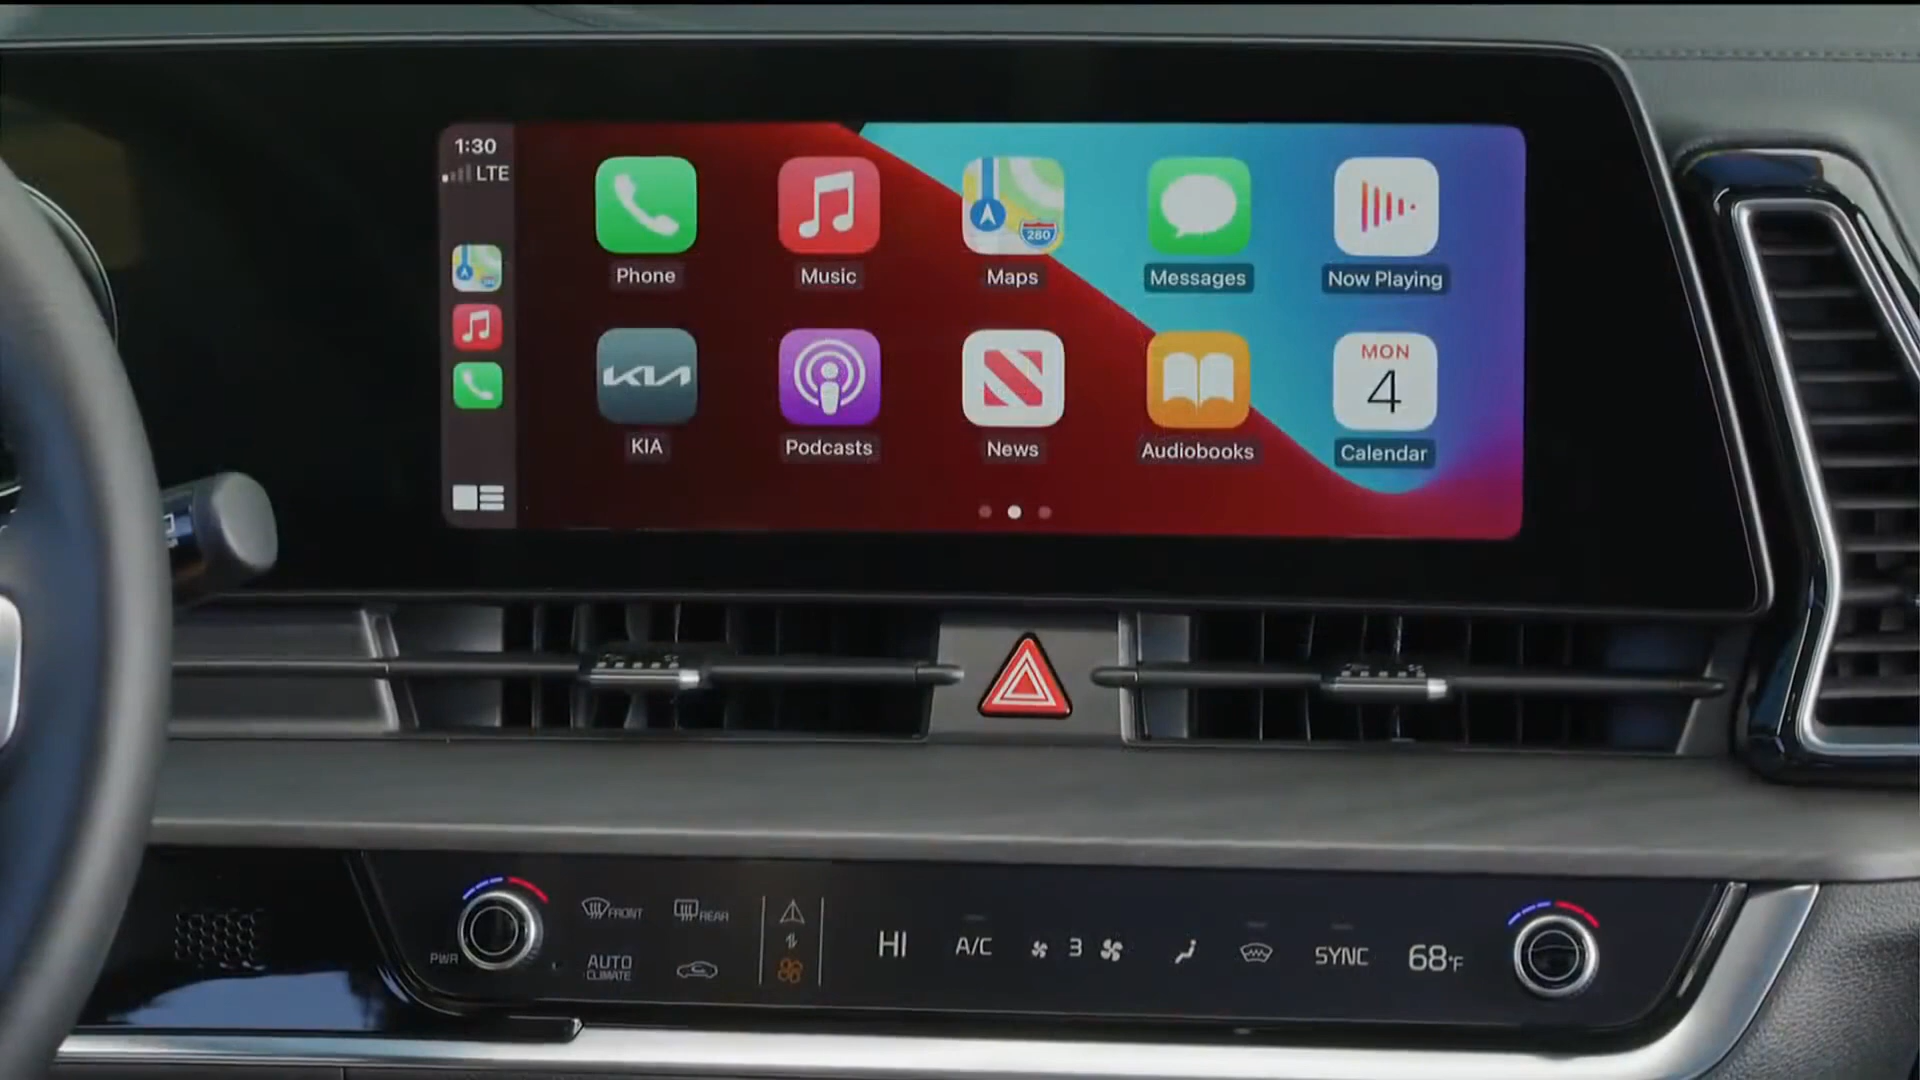 1:30
LTE
Phone
Music
280
Maps
Messages
Now Playing
KIA
KIA
Podcasts
News
Audiobooks
MON
4
Calendar
PWR
FRONT
REAR
AUTO
CLIMATE
HI
A/C
3
SYNC
68°F